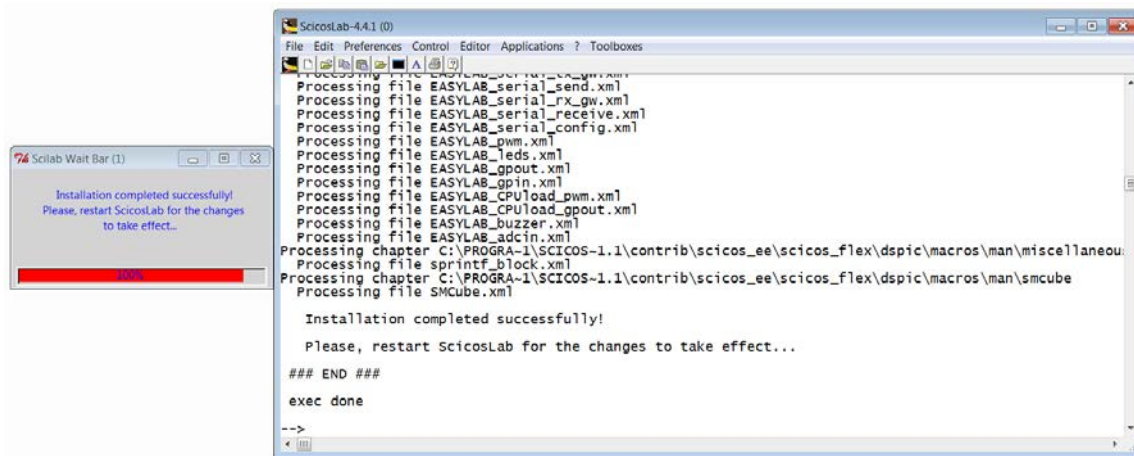 Scilab Wait Bar (1)
Installation completed successfully!
Please, restart ScicosLab for the changes
to take effect...
100%
ScicosLab-4.4.1 (0)
File Edit Preferences Control Editor Applications ? Toolboxes
Processing file EASYLAB_serial_tx_gw.xml
Processing file EASYLAB_serial_send.xml
Processing file EASYLAB_serial_rx_gw.xml
Processing file EASYLAB_serial_receive.xml
Processing file EASYLAB_serial_config.xml
Processing file EASYLAB_pwm.xml
Processing file EASYLAB_leds.xml
Processing file EASYLAB_gpout.xml
Processing file EASYLAB_gpin.xml
Processing file EASYLAB_CPUload_pwm.xml
Processing file EASYLAB_CPUload_gpout.xml
Processing file EASYLAB_buzzer.xml
Processing file EASYLAB_adcin.xml
Processing chapter C:\PROGRA~1\SCICOS~1.1\contrib\scicos_ee\scicos_flex\dspic\macros\man\miscellaneou
Processing file sprintf_block.xml
Processing chapter C:\PROGRA~1\SCICOS~1.1\contrib\scicos_ee\scicos_flex\dspic\macros\man\smcube
Processing file SMCube.xml
Installation completed successfully!
Please, restart ScicosLab for the changes to take effect...
### END ###
exec done
-->